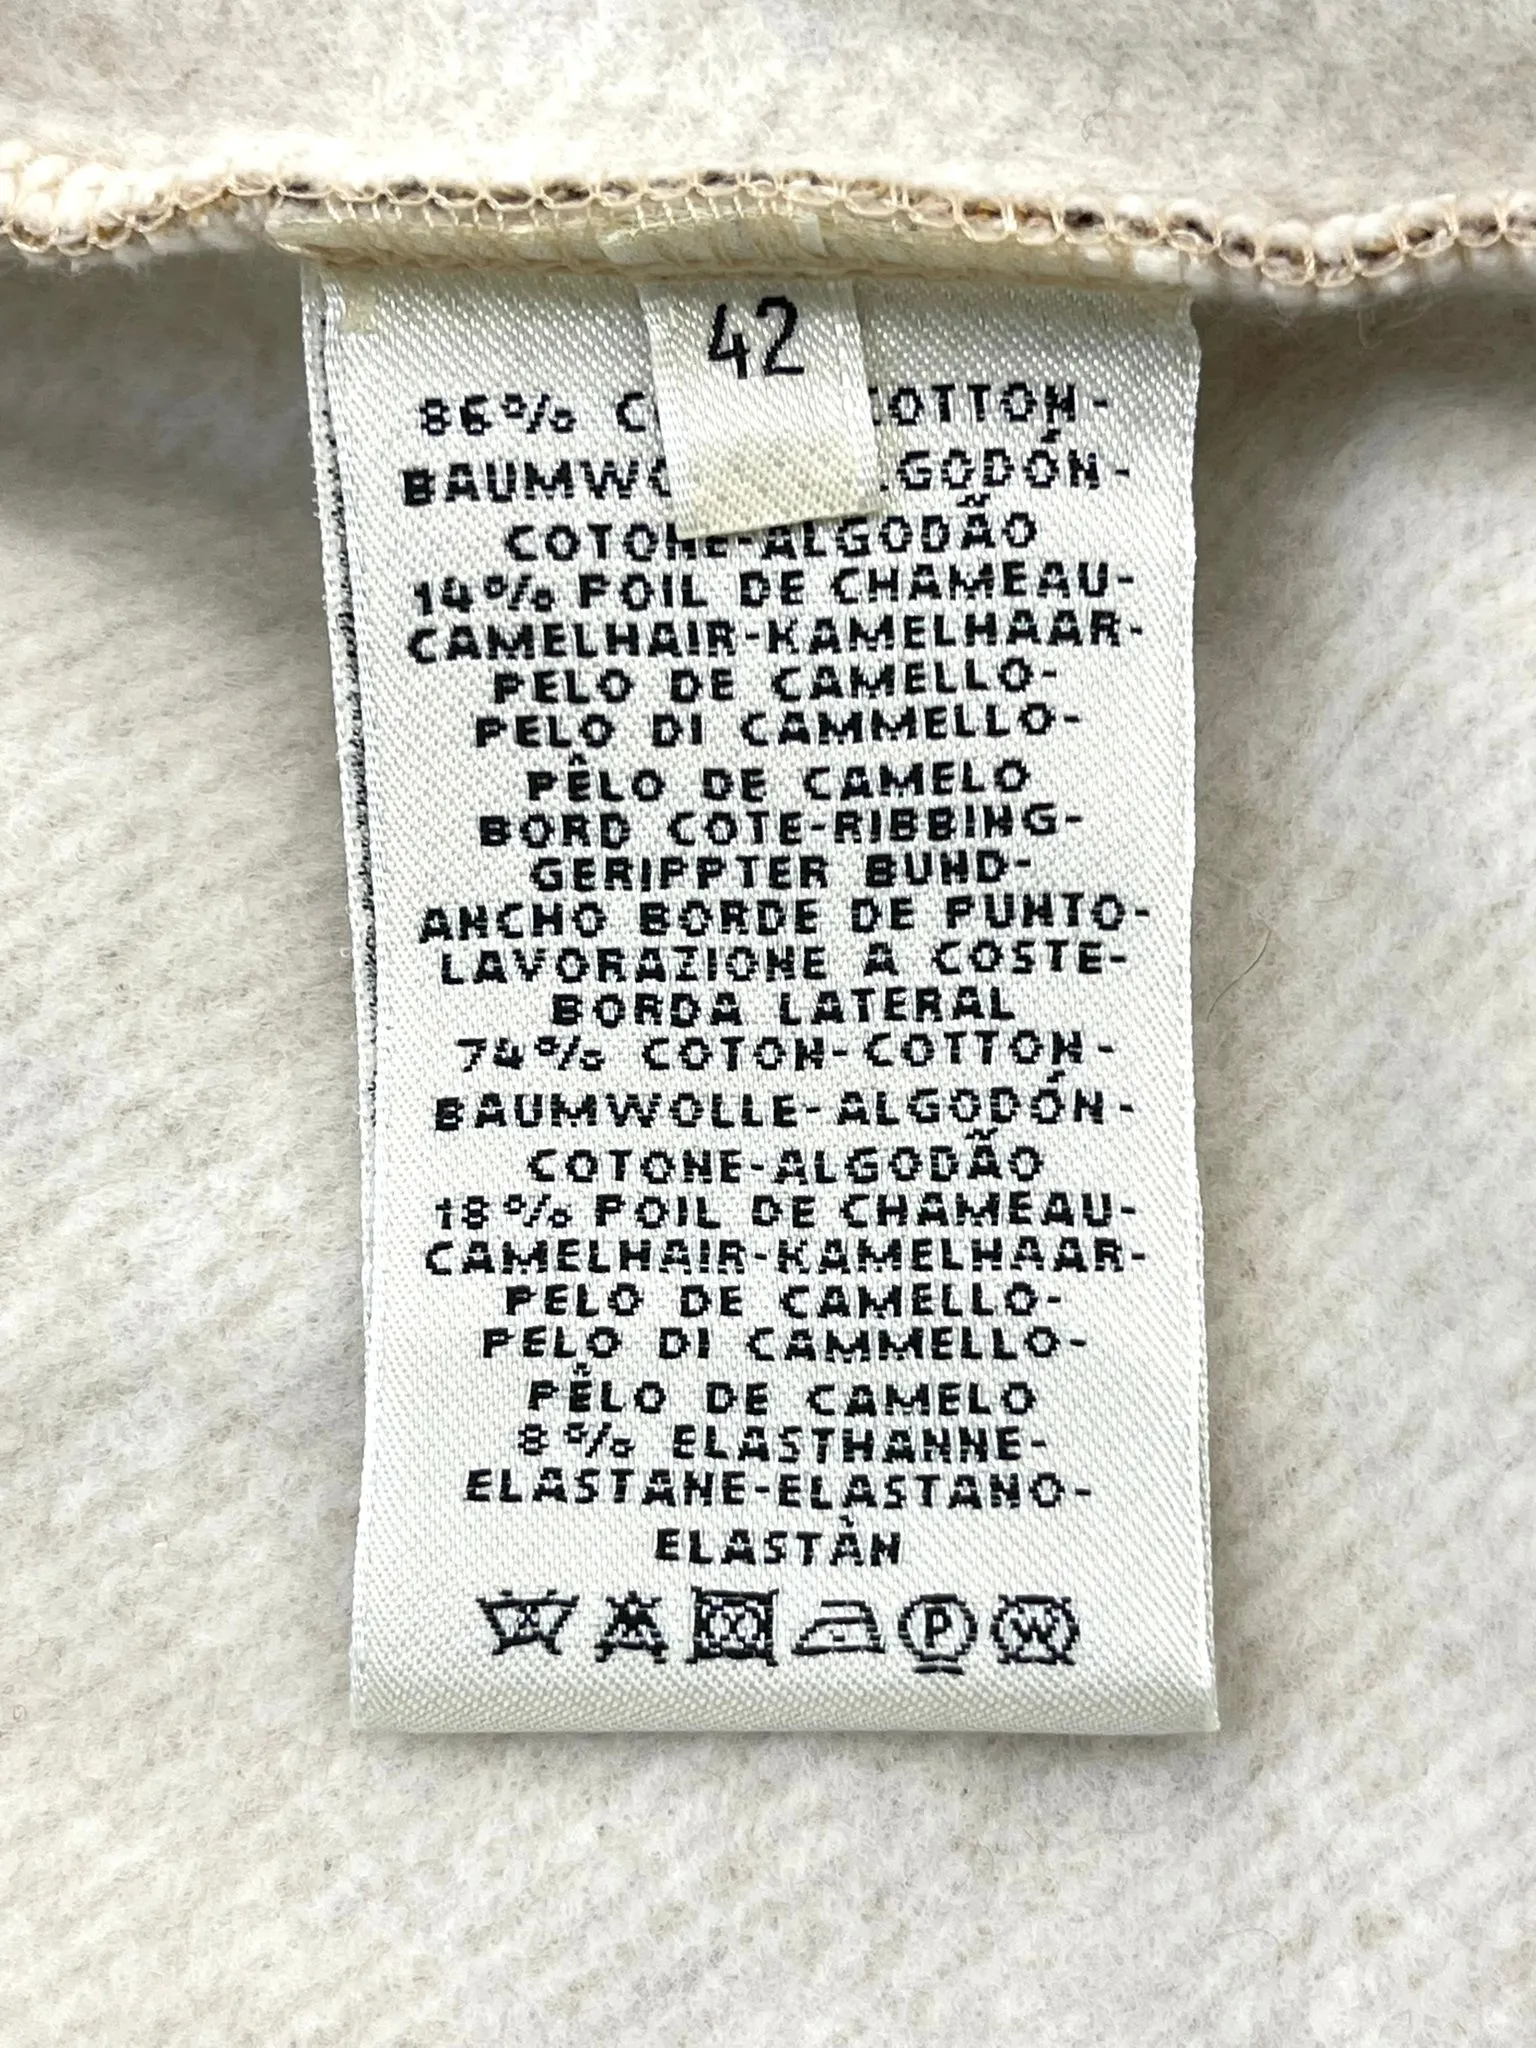 42
86% COTTON-
BAUMWO ALGODÓN-
COTONE-ALGODÃO
14% POIL DE CHAMEAU-
CAMELHAIR-KAMELHAAR-
PELO DE CAMELLO-
PELO DI CAMMELLO-
PÊLO DE CAMELO
BORD COTE-RIBBING-
GERIPPTER BUND-
ANCHO BORDE DE PUNTO-
LAVORAZIONE A COSTE-
BORDA LATERAL
74% COTON-COTTON-
BAUMWOLLE-ALGODÓN-
COTONE-ALGODÃO
18% POIL DE CHAMEAU-
CAMELHAIR-KAMELHAAR-
PELO DE CAMELLO-
PELO DI CAMMELLO-
PÊLO DE CAMELO
8% ELASTHANNE-
ELASTANE-ELASTANO-
ELASTÀN
P W